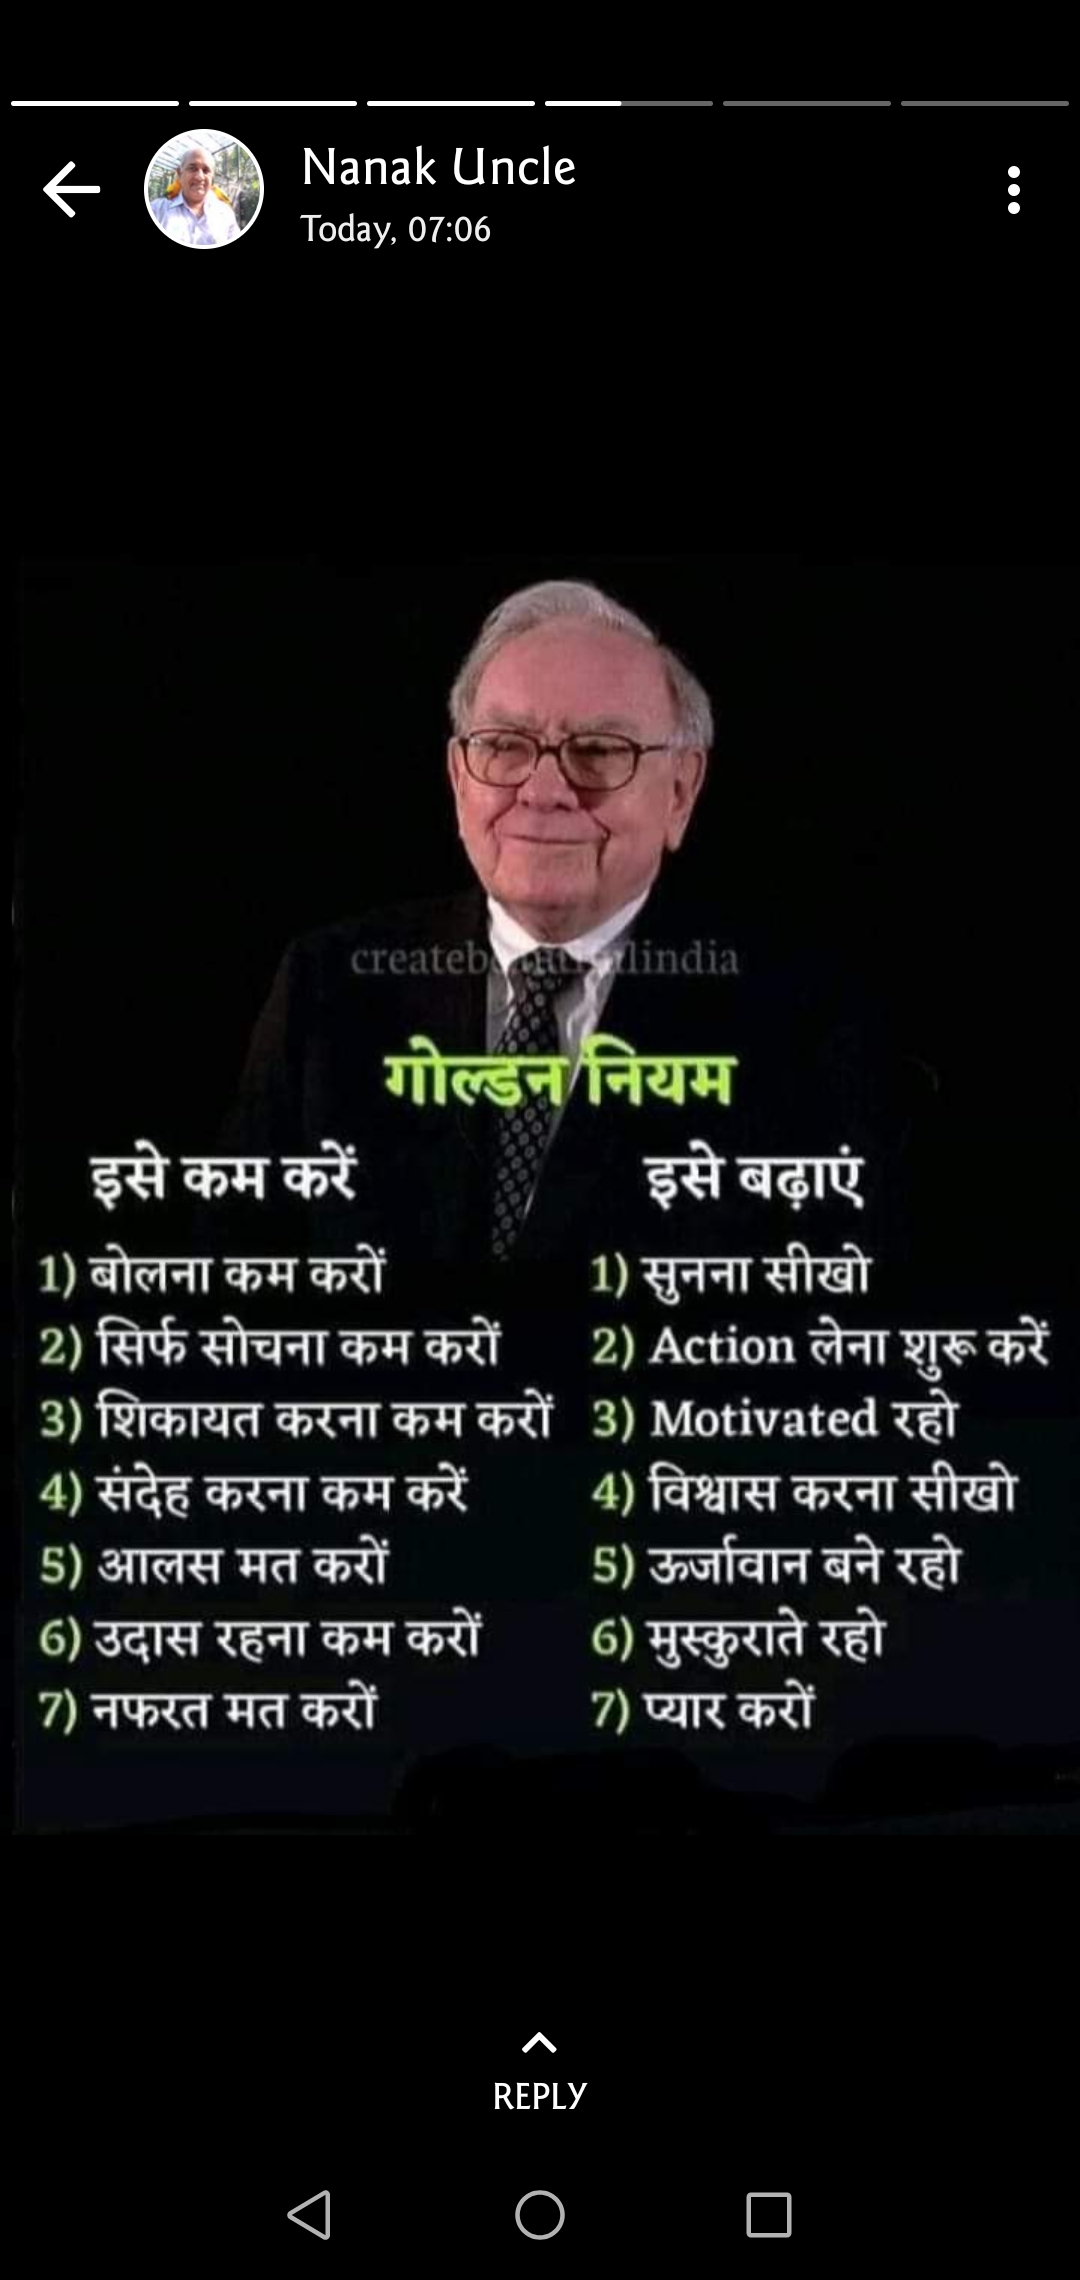 Nanak Uncle
Today, 07:06
गोल्डन नियम
इसे कम करें
1) बोलना कम करों
2) सिर्फ सोचना कम करों
3) शिकायत करना कम करों
4) संदेह करना कम करें
5) आलस मत करों
6) उदास रहना कम करों
7) नफरत मत करों
इसे बढ़ाएं
1) सुनना सीखो
2) Action लेना शुरू करें
3) Motivated रहो
4) विश्वास करना सीखो
5) ऊर्जावान बने रहो
6) मुस्कुराते रहो
7) प्यार करों
REPLY